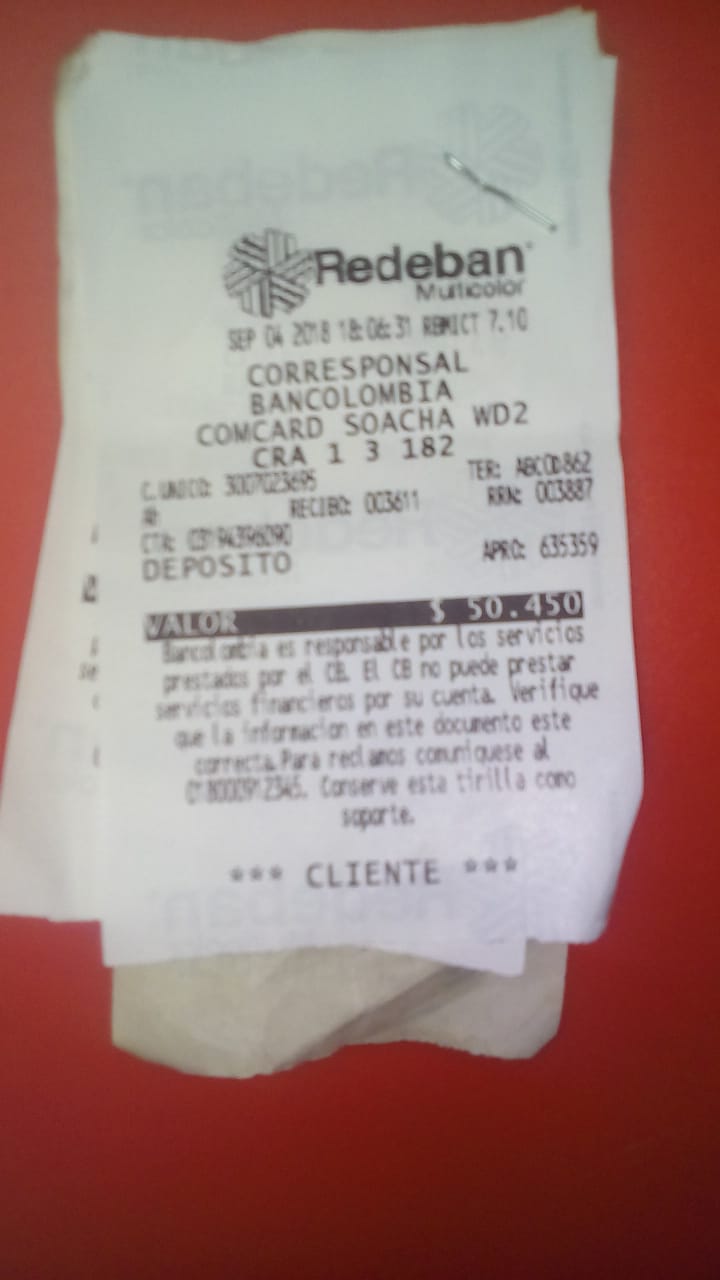 Redeban
Multicolor
SEP 04 2018 18:06:31 RBMICT 7.10
CORRESPONSAL
BANCOLOMBIA
COMCARD SOACHA WD2
CRA 1 3 182
C.UNICO: 3007023695 TER: ABCOD862
RECIBO: 003611 RRN: 003887
CTA: 03194396090
DEPOSITO APRO: 635359
VALOR $ 50.450
Bancolombia es responsable por los servicios
prestados por el CB. El CB no puede prestar
servicios financieros por su cuenta. Verifique
que la informacion en este documento este
correcta.Para reclamos comuniquese al
018000912345. Conserve esta tirilla como
soporte.
*** CLIENTE ***